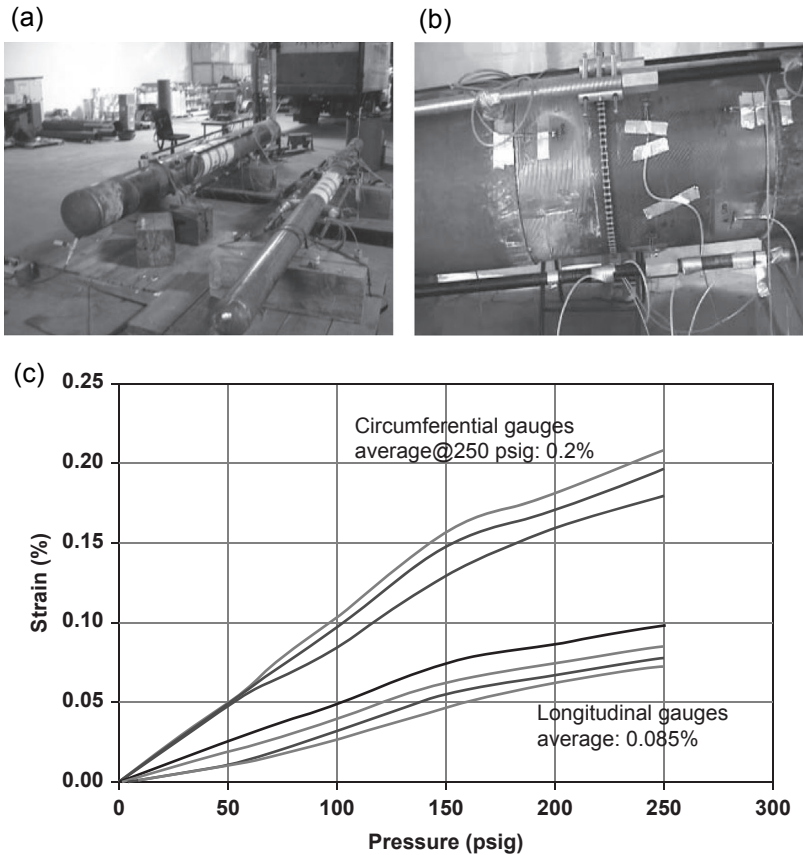 (a)
(b)
(c)
0.25
0.20
0.15
0.10
0.05
0.00
Strain (%)
Circumferential gauges
average@250 psig: 0.2%
Longitudinal gauges
average: 0.085%
0 50 100 150 200 250 300
Pressure (psig)